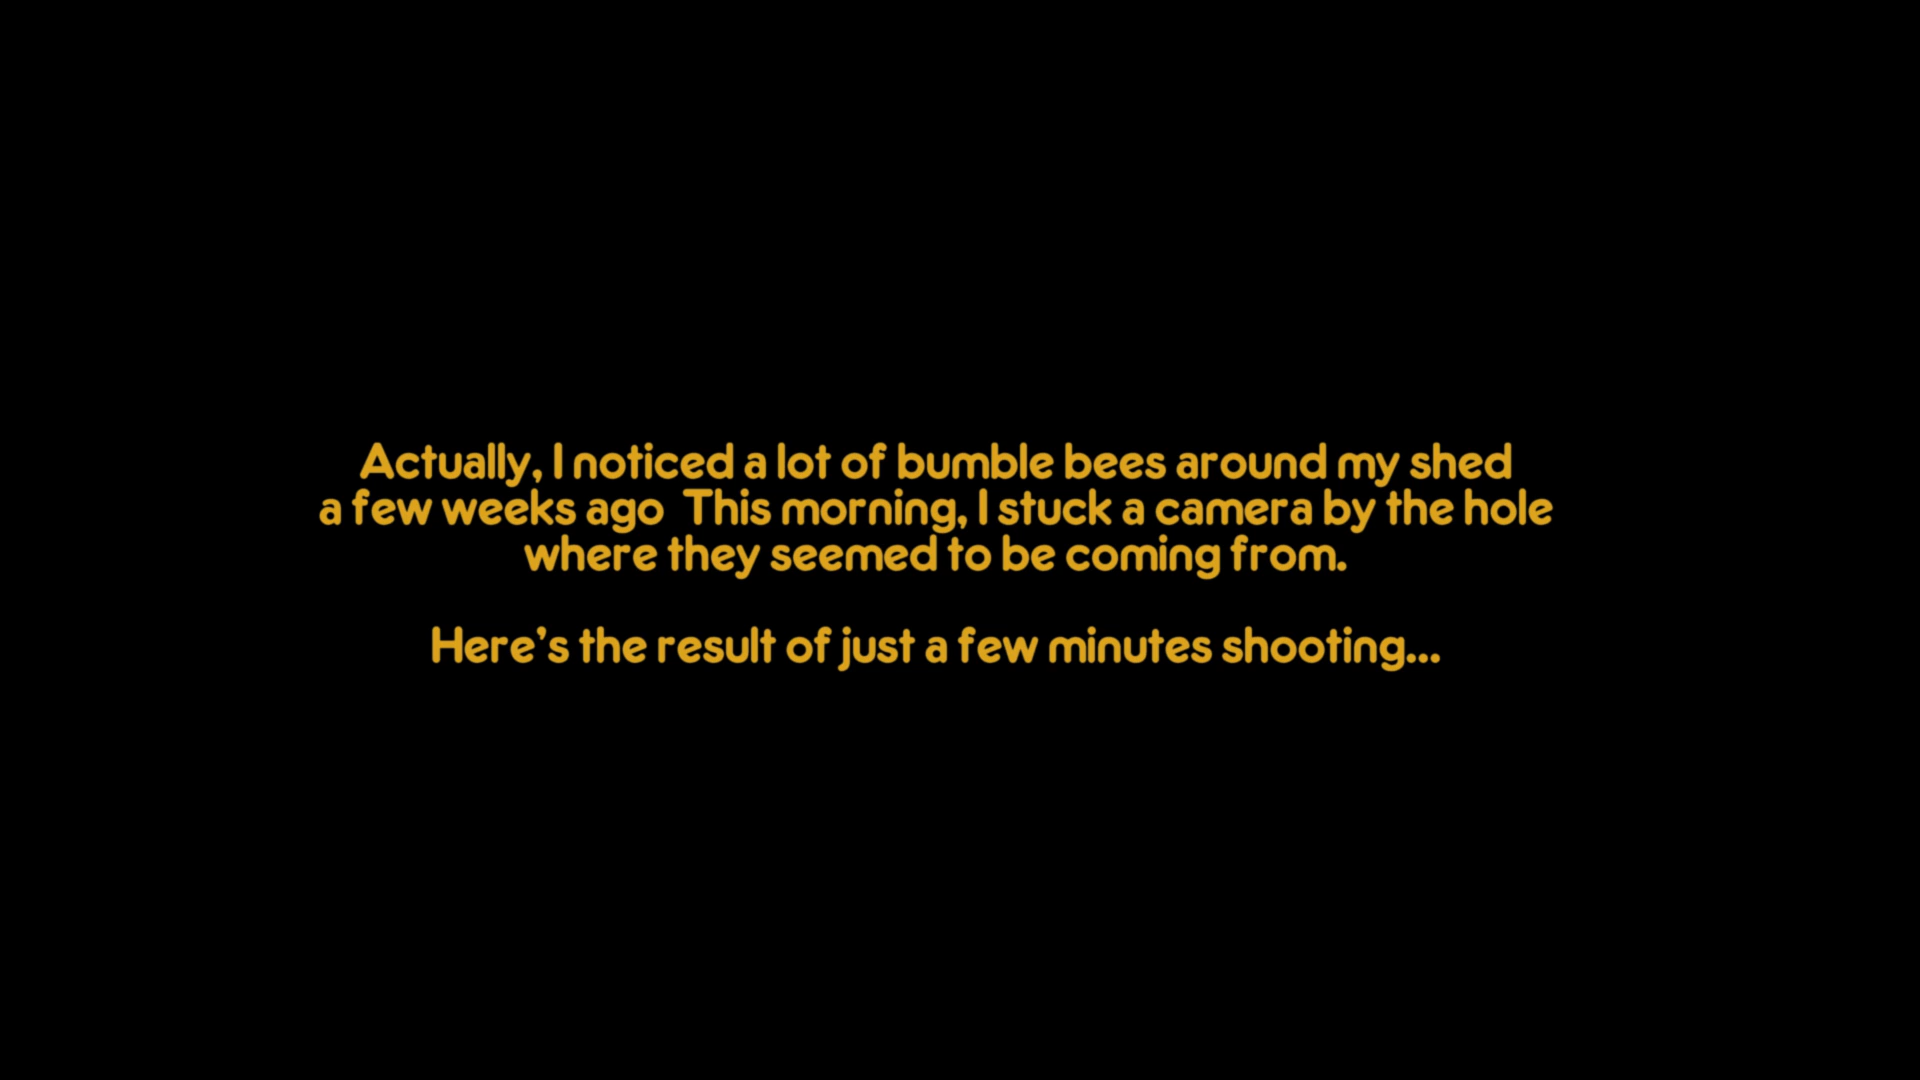 Actually, I noticed a lot of bumble bees around my shed
a few weeks ago  This morning, I stuck a camera by the hole
where they seemed to be coming from.
Here’s the result of just a few minutes shooting...